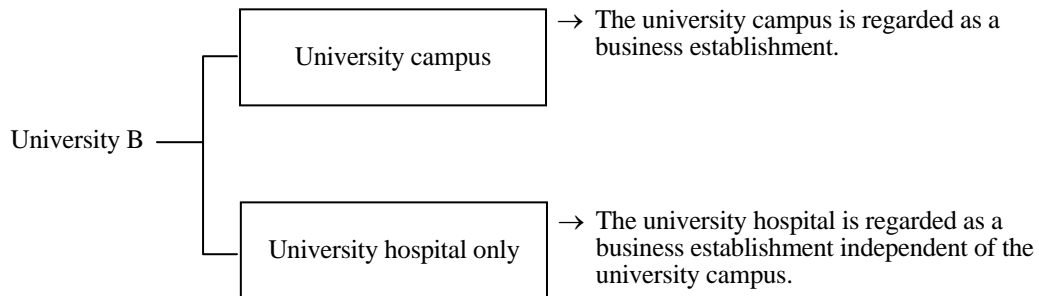 University campus
→ The university campus is regarded as a
business establishment.
University B
University hospital only
→ The university hospital is regarded as a
business establishment independent of the
university campus.